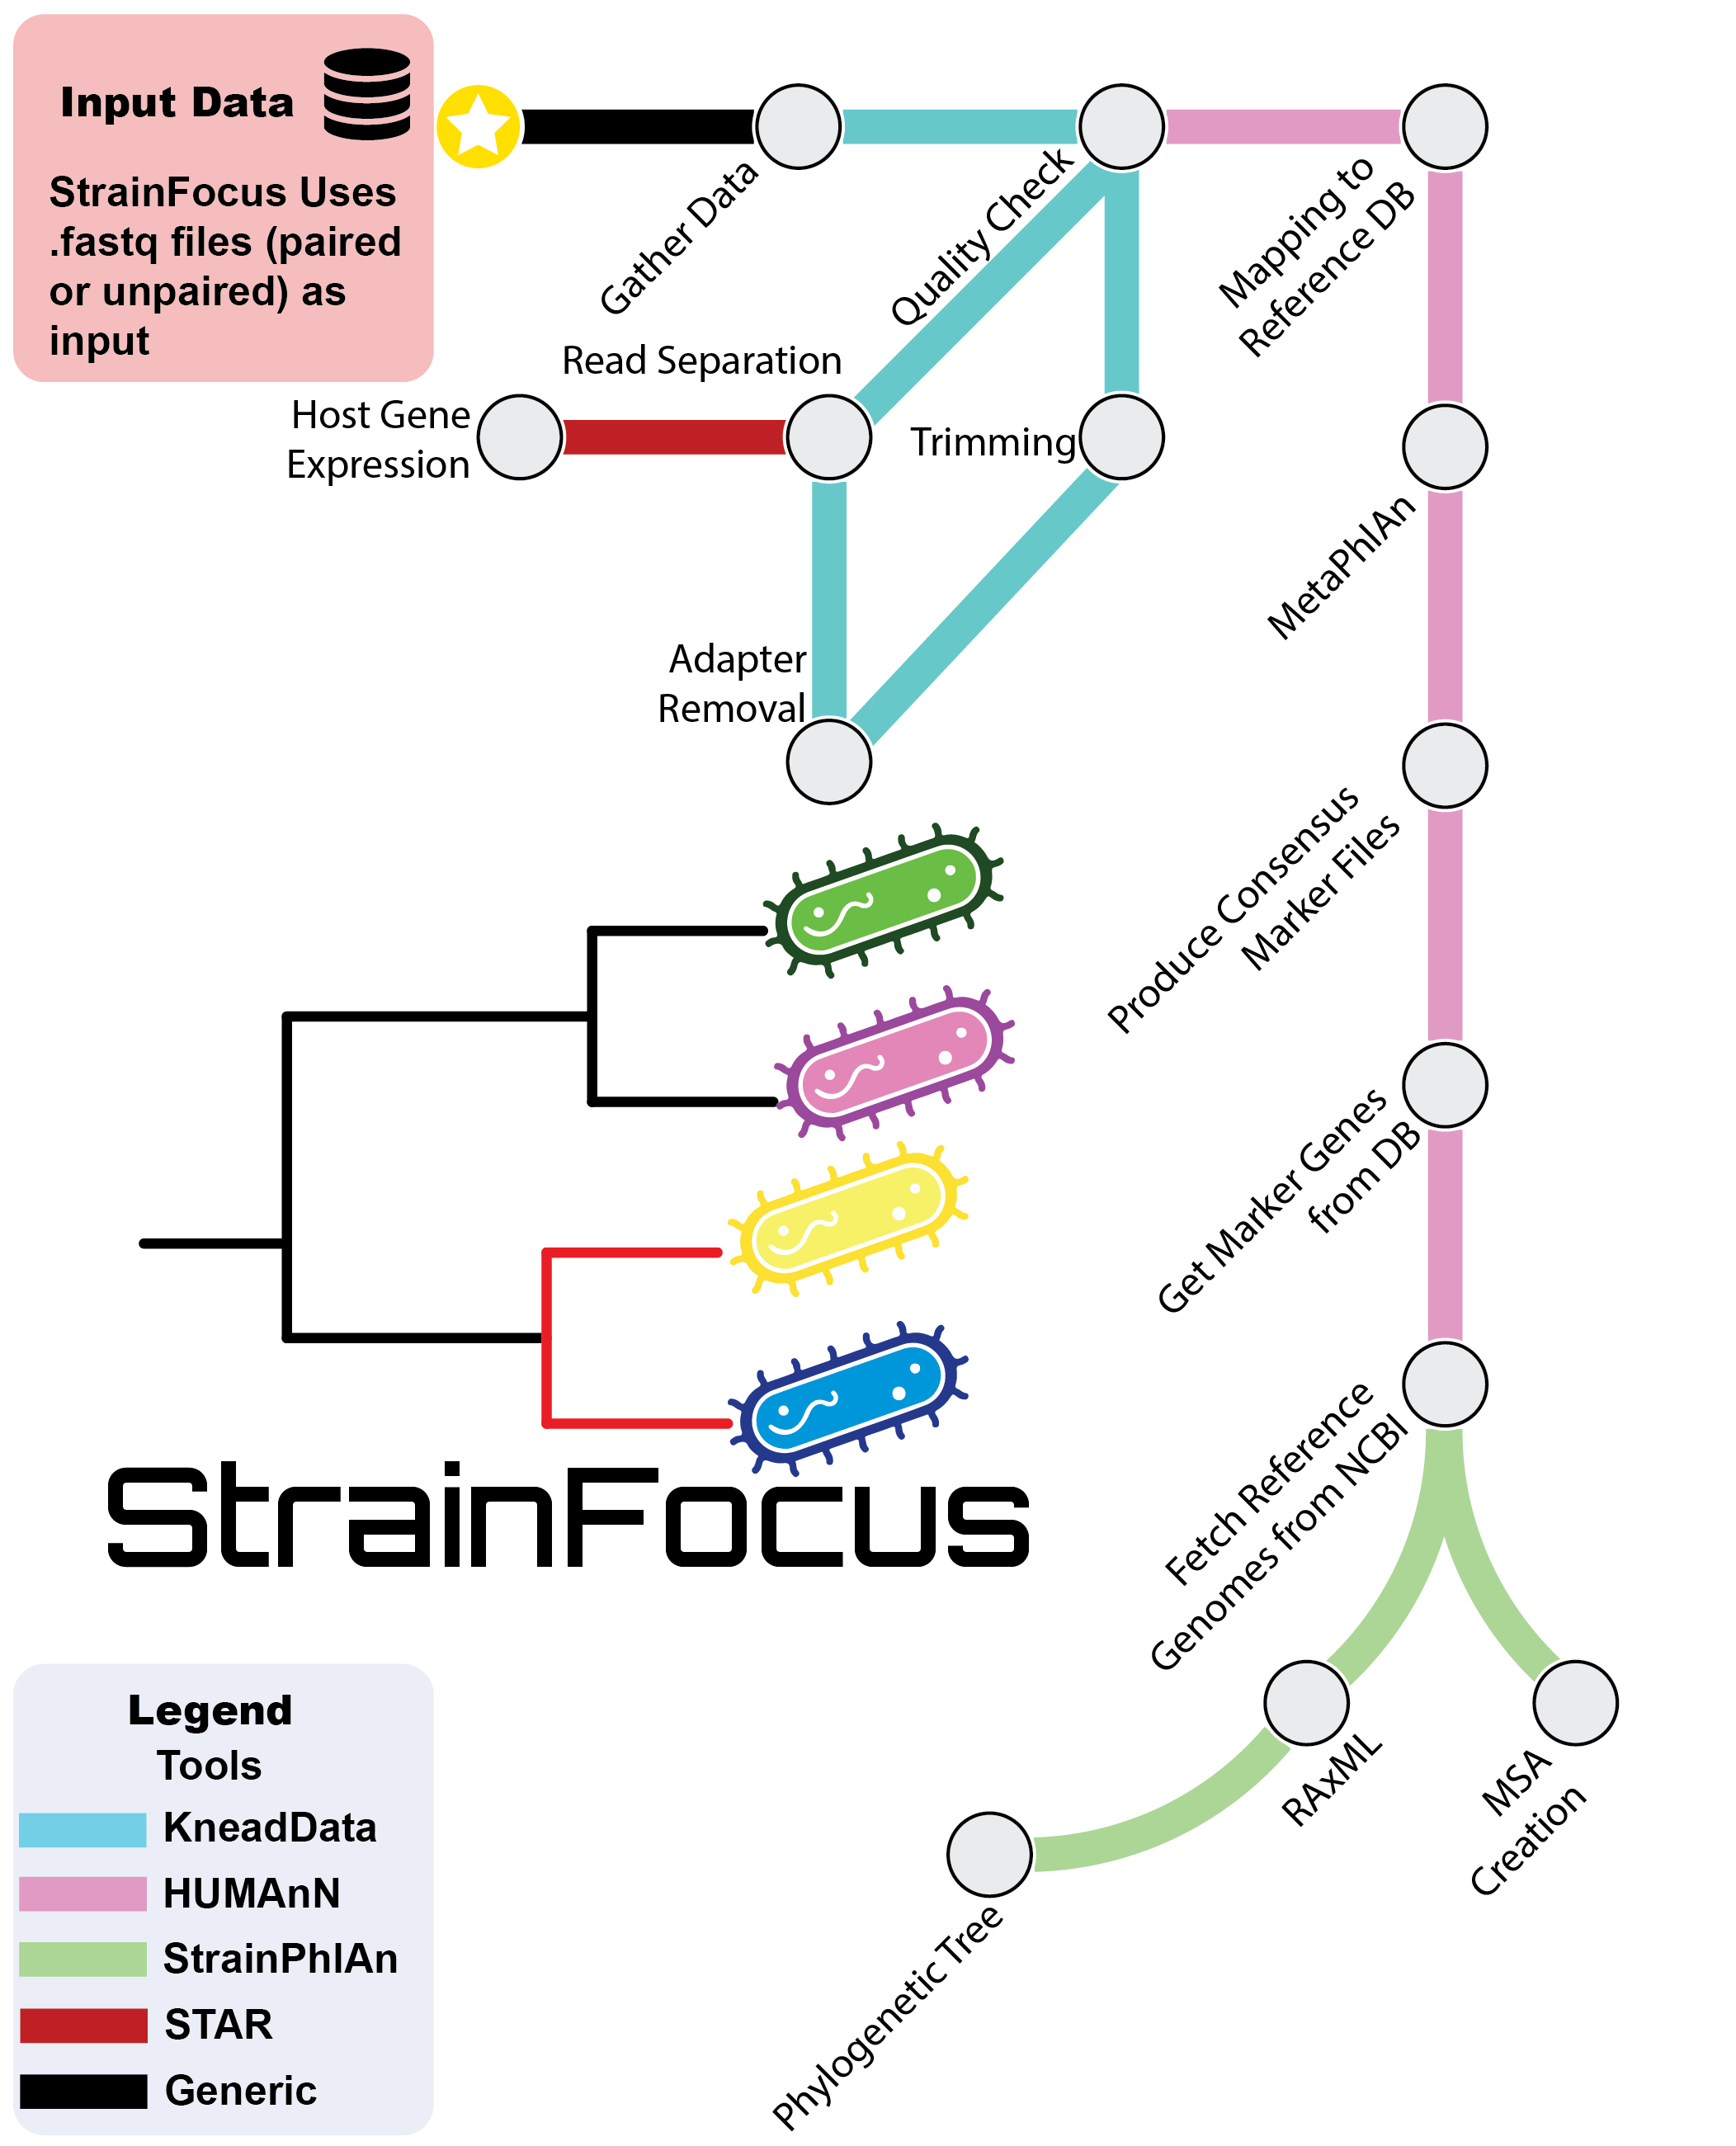 Input Data
StrainFocus Uses
.fastq files (paired
or unpaired) as
input
Gather Data
Quality Check
Mapping to
Reference DB
Read Separation
Host Gene
Expression
Trimming
MetaPhlAn
Adapter
Removal
Produce Consensus
Marker Files
Get Marker Genes
from DB
Fetch Reference
Genomes from NCBI
StrainFocus
RAxML
MSA
Creation
Phylogenetic Tree
Legend
Tools
KneadData
HUMAnN
StrainPhlAn
STAR
Generic